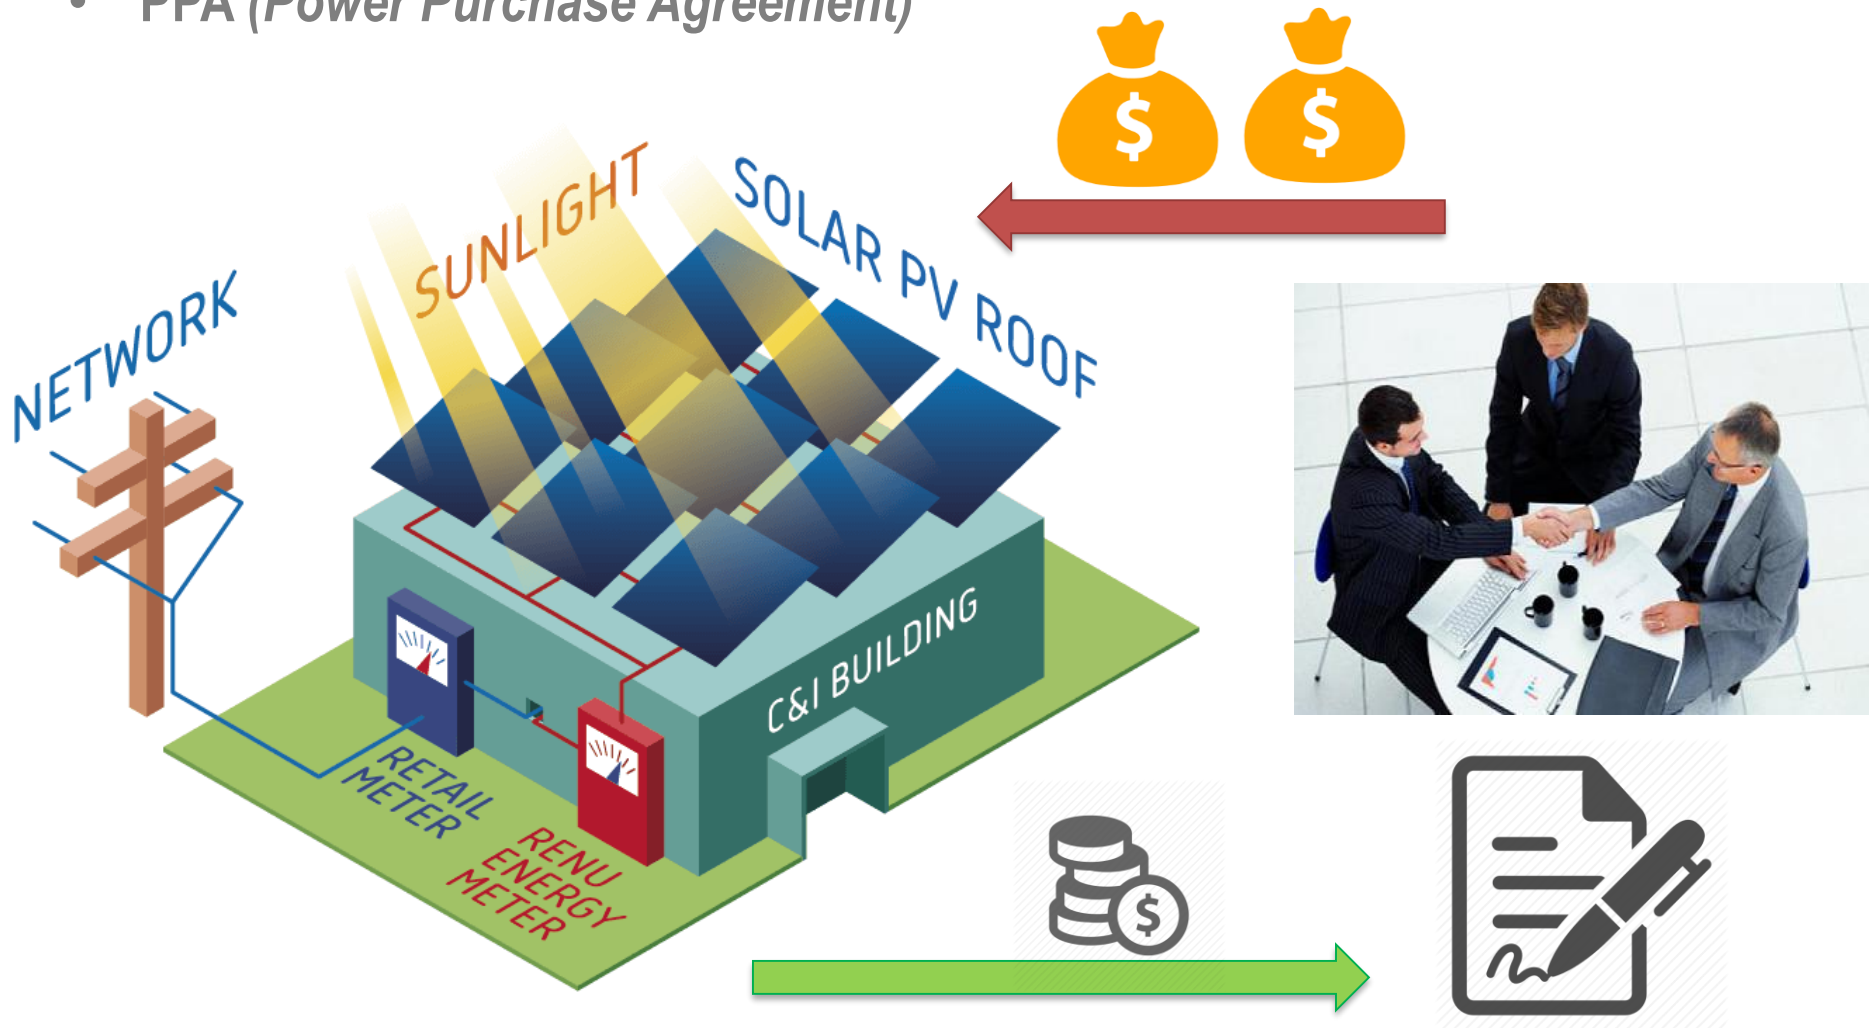 • PPA (Power Purchase Agreement)
$ $
SUNLIGHT
SOLAR PV ROOF
NETWORK
C&I BUILDING
RETAIL
METER
RENU
ENERGY
METER
$